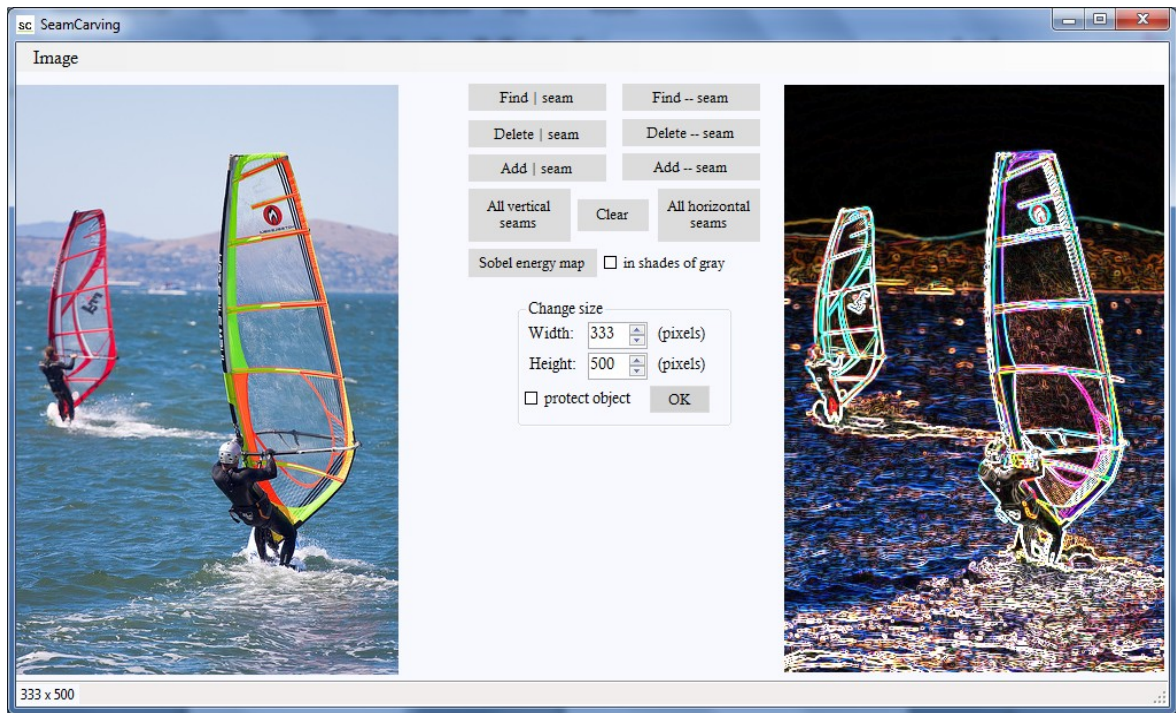 SC SeamCarving
Image
Find | seam
Find -- seam
Delete | seam
Delete -- seam
Add | seam
Add -- seam
All vertical
seams
Clear
All horizontal
seams
Sobel energy map
in shades of gray
Change size
Width: 333 (pixels)
Height: 500 (pixels)
protect object
OK
333 x 500